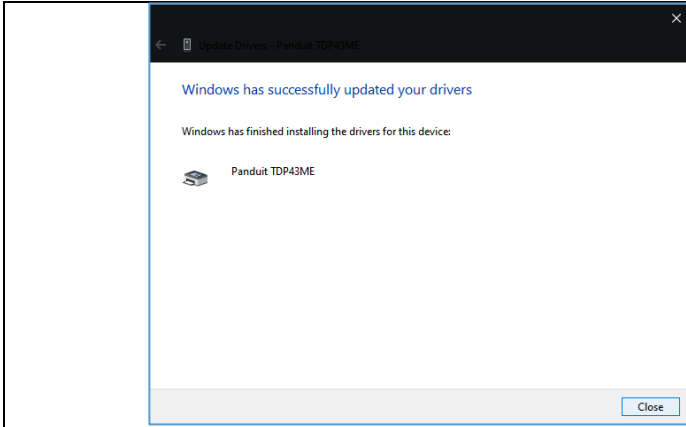 Update Drivers - Panduit TDP43ME
Windows has successfully updated your drivers
Windows has finished installing the drivers for this device:
Panduit TDP43ME
Close